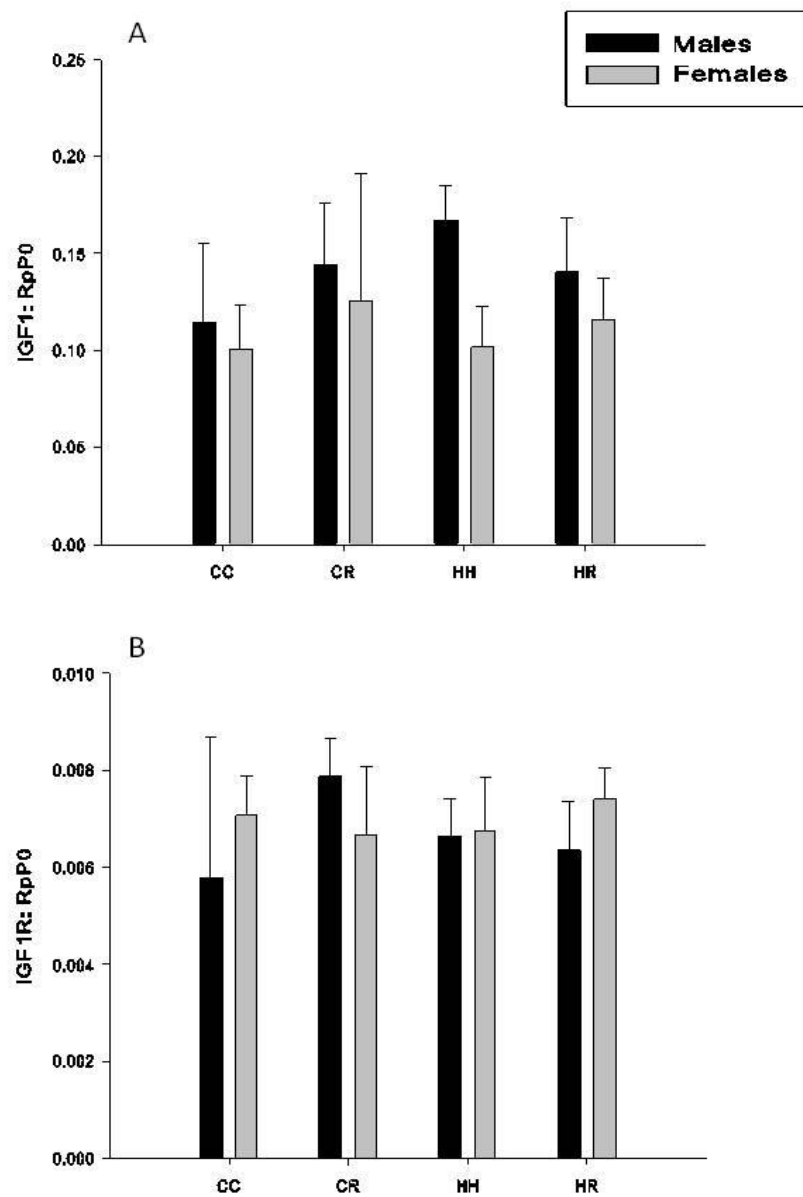 A
Males
Females
0.25
0.20
0.15
0.10
0.05
0.00
IGF1: RpP0
CC CR HH HR
B
0.010
0.008
0.006
0.004
0.002
0.000
IGF1R: RpP0
CC CR HH HR